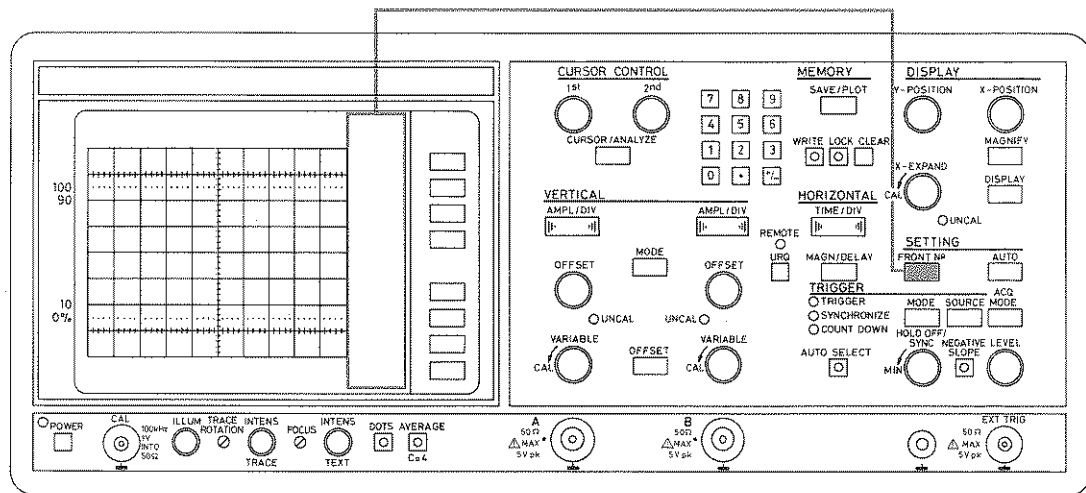 CURSOR CONTROL
1st 2nd
CURSOR/ANALYZE
7 8 9
4 5 6
1 2 3
0 •
MEMORY
SAVE/PLOT
WRITE LOCK CLEAR
DISPLAY
Y-POSITION X-POSITION
MAGNIFY
X-EXPAND
CAL
DISPLAY
UNCAL
100
90
10
0%
VERTICAL
AMPL/DIV AMPL/DIV
MODE
OFFSET OFFSET
UNCAL UNCAL
VARIABLE VARIABLE
CAL CAL
OFFSET
REMOTE
URQ
HORIZONTAL
TIME/DIV
MAGN/DELAY
SETTING
FRONT Nº AUTO
TRIGGER
TRIGGER
SYNCHRONIZE
COUNT DOWN
MODE SOURCE ACQ MODE
AUTO SELECT
HOLD OFF/
SYNC
MIN
NEGATIVE
SLOPE
LEVEL
POWER
CAL
100kHz
1V
INTO
50Ω
ILLUM
TRACE
ROTATION
INTENS
TRACE
FOCUS
INTENS
TEXT
DOTS
AVERAGE
C=4
A
50Ω
MAX
5V pk
B
50Ω
MAX
5V pk
EXT TRIG
50Ω
MAX
5V pk